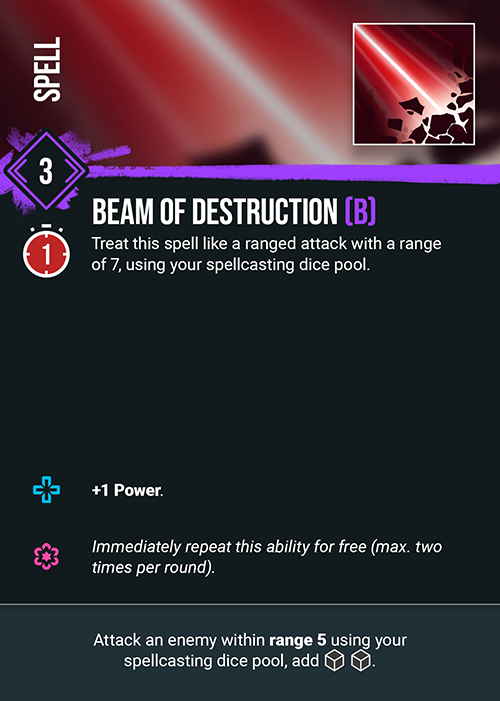 SPELL
3
BEAM OF DESTRUCTION (B)
1
Treat this spell like a ranged attack with a range
of 7, using your spellcasting dice pool.
+1 Power.
Immediately repeat this ability for free (max. two
times per round).
Attack an enemy within range 5 using your
spellcasting dice pool, add .